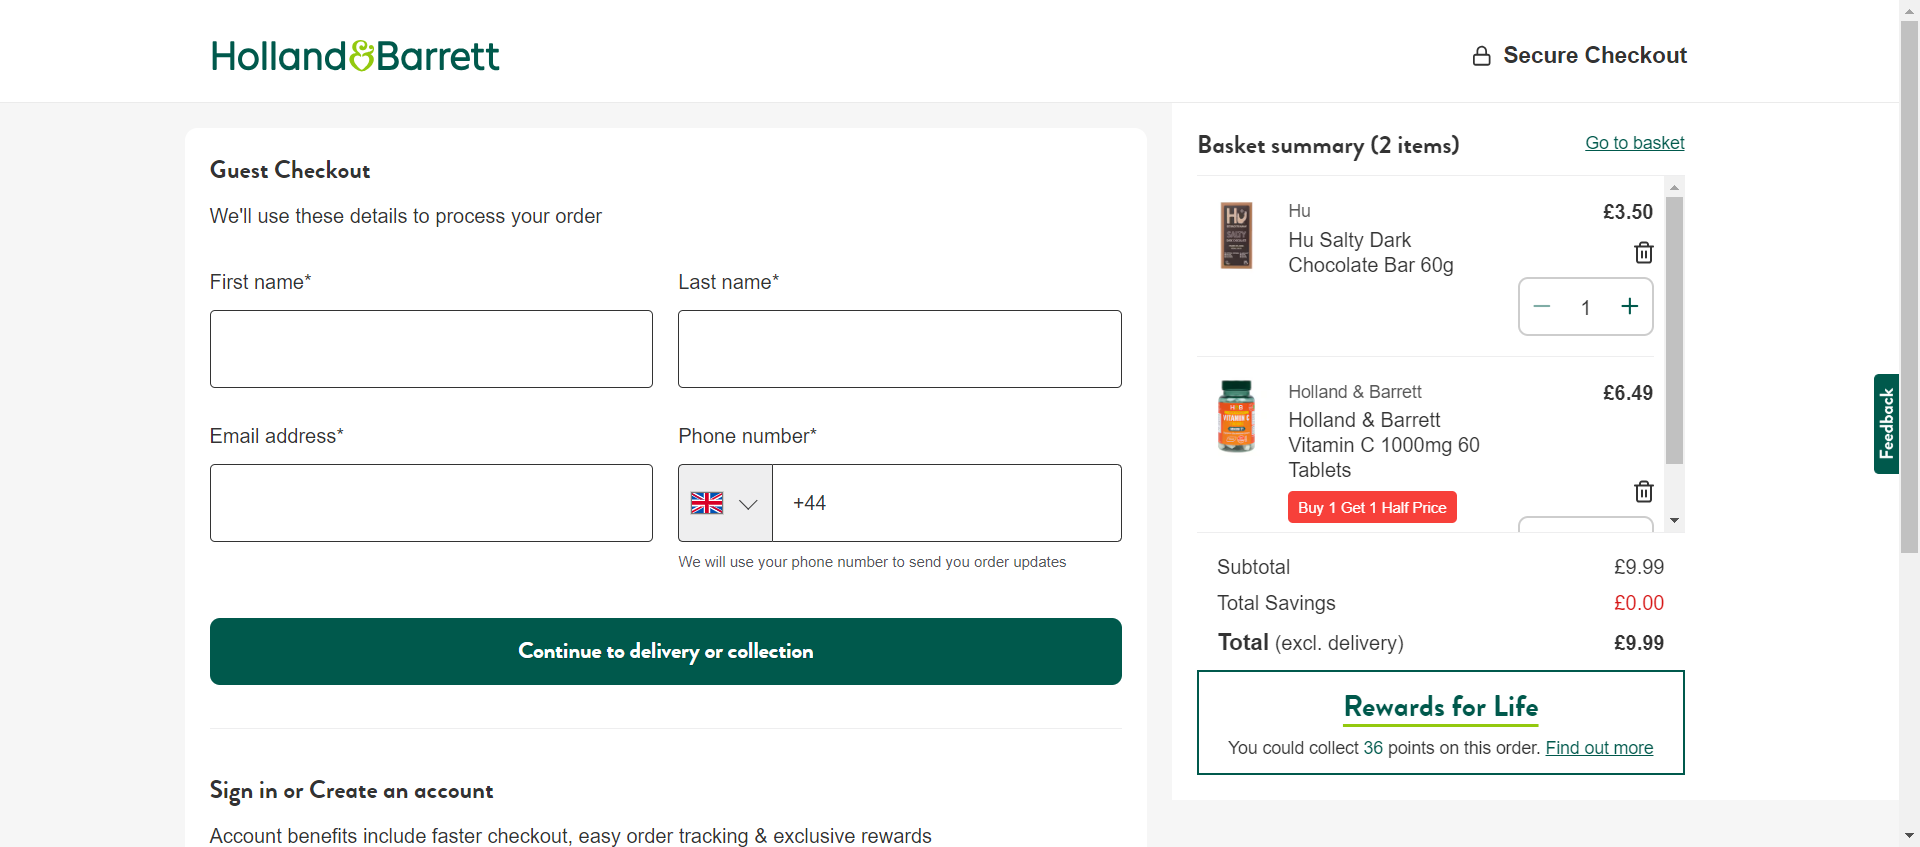 Holland&Barrett
Secure Checkout
Guest Checkout
We'll use these details to process your order
First name*
Last name*
Email address*
Phone number*
+44
We will use your phone number to send you order updates
Continue to delivery or collection
Sign in or Create an account
Account benefits include faster checkout, easy order tracking & exclusive rewards
Basket summary (2 items)
Go to basket
Hu
SALTY
Hu
£3.50
Hu Salty Dark
Chocolate Bar 60g
1
H&B
VITAMIN C
Holland & Barrett
£6.49
Holland & Barrett
Vitamin C 1000mg 60
Tablets
Buy 1 Get 1 Half Price
Subtotal
£9.99
Total Savings
£0.00
Total (excl. delivery)
£9.99
Rewards for Life
You could collect 36 points on this order. Find out more
Feedback